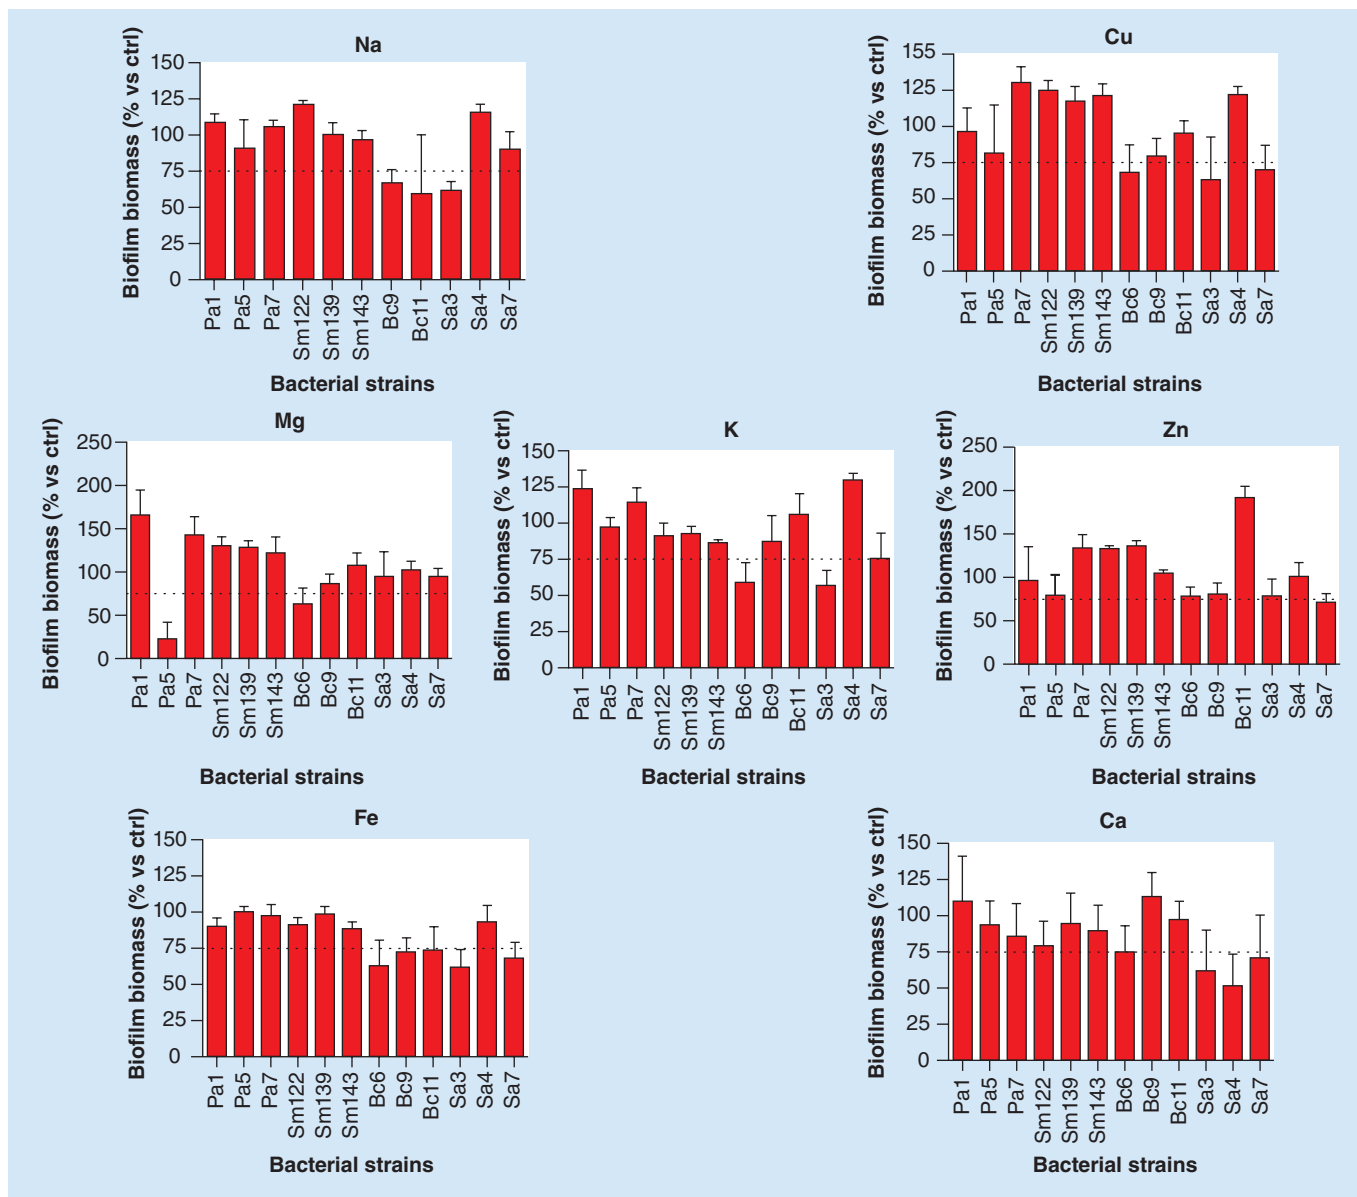 Na
Biofilm biomass (% vs ctrl)
150
125
100
75
50
25
0
Pa1
Pa5
Pa7
Sm122
Sm139
Sm143
Bc9
Bc11
Sa3
Sa4
Sa7
Bacterial strains
Cu
Biofilm biomass (% vs ctrl)
155
125
100
75
50
25
0
Pa1
Pa5
Pa7
Sm122
Sm139
Sm143
Bc6
Bc9
Bc11
Sa3
Sa4
Sa7
Bacterial strains
Mg
Biofilm biomass (% vs ctrl)
250
200
150
100
50
0
Pa1
Pa5
Pa7
Sm122
Sm139
Sm143
Bc6
Bc9
Bc11
Sa3
Sa4
Sa7
Bacterial strains
K
Biofilm biomass (% vs ctrl)
150
125
100
75
50
25
0
Pa1
Pa5
Pa7
Sm122
Sm139
Sm143
Bc6
Bc9
Bc11
Sa3
Sa4
Sa7
Bacterial strains
Zn
Biofilm biomass (% vs ctrl)
250
200
150
100
50
0
Pa1
Pa5
Pa7
Sm122
Sm139
Sm143
Bc6
Bc9
Bc11
Sa3
Sa4
Sa7
Bacterial strains
Fe
Biofilm biomass (% vs ctrl)
150
125
100
75
50
25
0
Pa1
Pa5
Pa7
Sm122
Sm139
Sm143
Bc6
Bc9
Bc11
Sa3
Sa4
Sa7
Bacterial strains
Ca
Biofilm biomass (% vs ctrl)
150
125
100
75
50
25
0
Pa1
Pa5
Pa7
Sm122
Sm139
Sm143
Bc6
Bc9
Bc11
Sa3
Sa4
Sa7
Bacterial strains